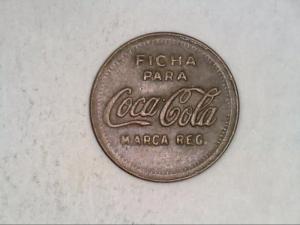 FICHA
PARA
Coca-Cola
MARCA REG.